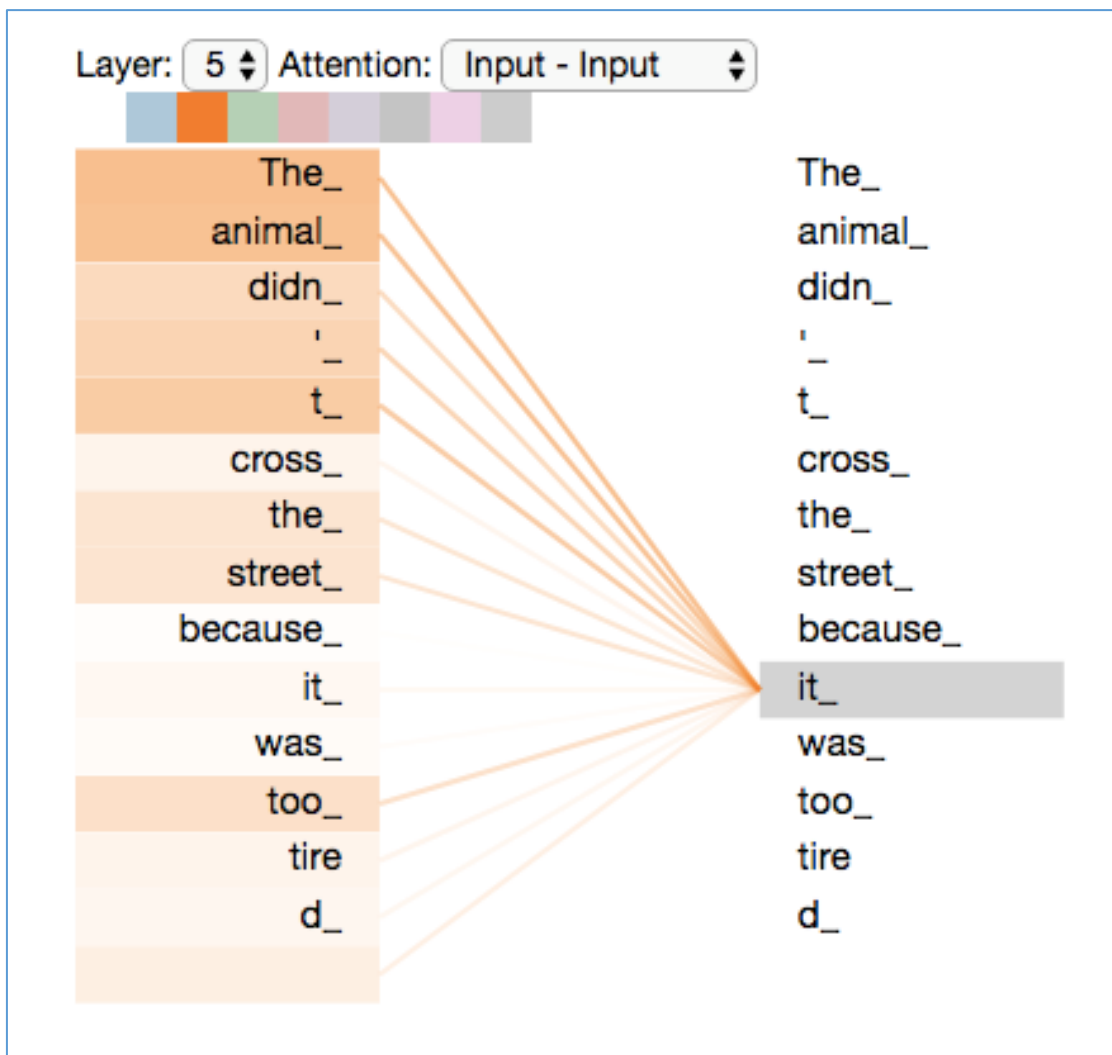 Layer: 5 Attention: Input - Input
The_ The_
animal_ animal_
didn_ didn_
'_ '_
t_ t_
cross_ cross_
the_ the_
street_ street_
because_ because_
it_ it_
was_ was_
too_ too_
tire tire
d_ d_